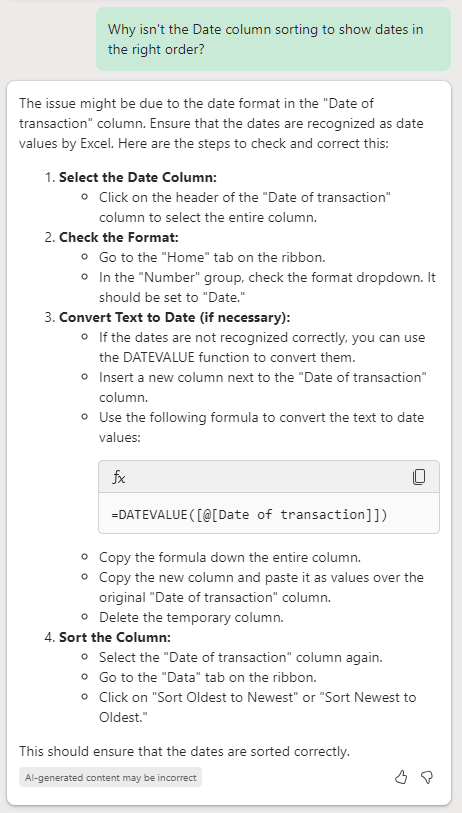 Why isn't the Date column sorting to show dates in
the right order?
The issue might be due to the date format in the "Date of
transaction" column. Ensure that the dates are recognized as date
values by Excel. Here are the steps to check and correct this:
1. Select the Date Column:
Click on the header of the "Date of transaction"
column to select the entire column.
2. Check the Format:
Go to the "Home" tab on the ribbon.
In the "Number" group, check the format dropdown. It
should be set to "Date."
3. Convert Text to Date (if necessary):
If the dates are not recognized correctly, you can use
the DATEVALUE function to convert them.
Insert a new column next to the "Date of transaction"
column.
Use the following formula to convert the text to date
values:
fx
=DATEVALUE([@[Date of transaction]])
Copy the formula down the entire column.
Copy the new column and paste it as values over the
original "Date of transaction" column.
Delete the temporary column.
4. Sort the Column:
Select the "Date of transaction" column again.
Go to the "Data" tab on the ribbon.
Click on "Sort Oldest to Newest" or "Sort Newest to
Oldest."
This should ensure that the dates are sorted correctly.
AI-generated content may be incorrect